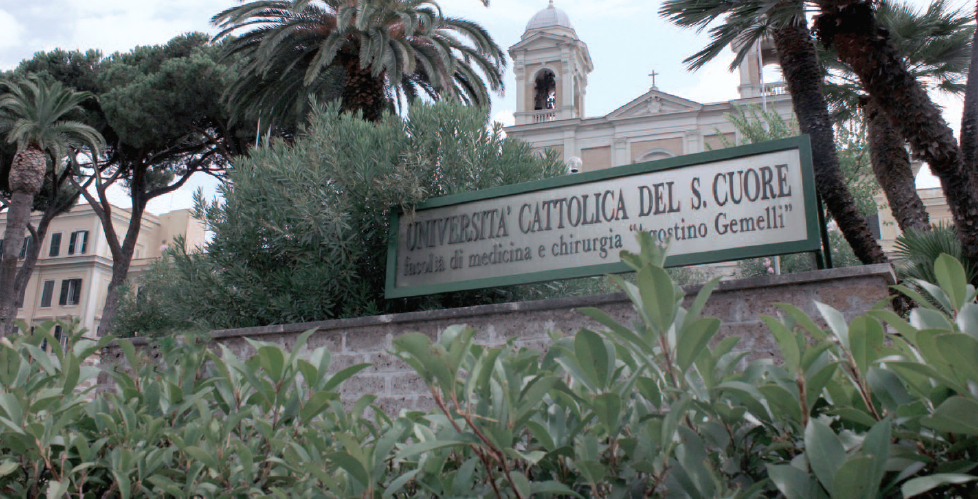 UNIVERSITA' CATTOLICA DEL S. CUORE
facoltà di medicina e chirurgia "Agostino Gemelli"